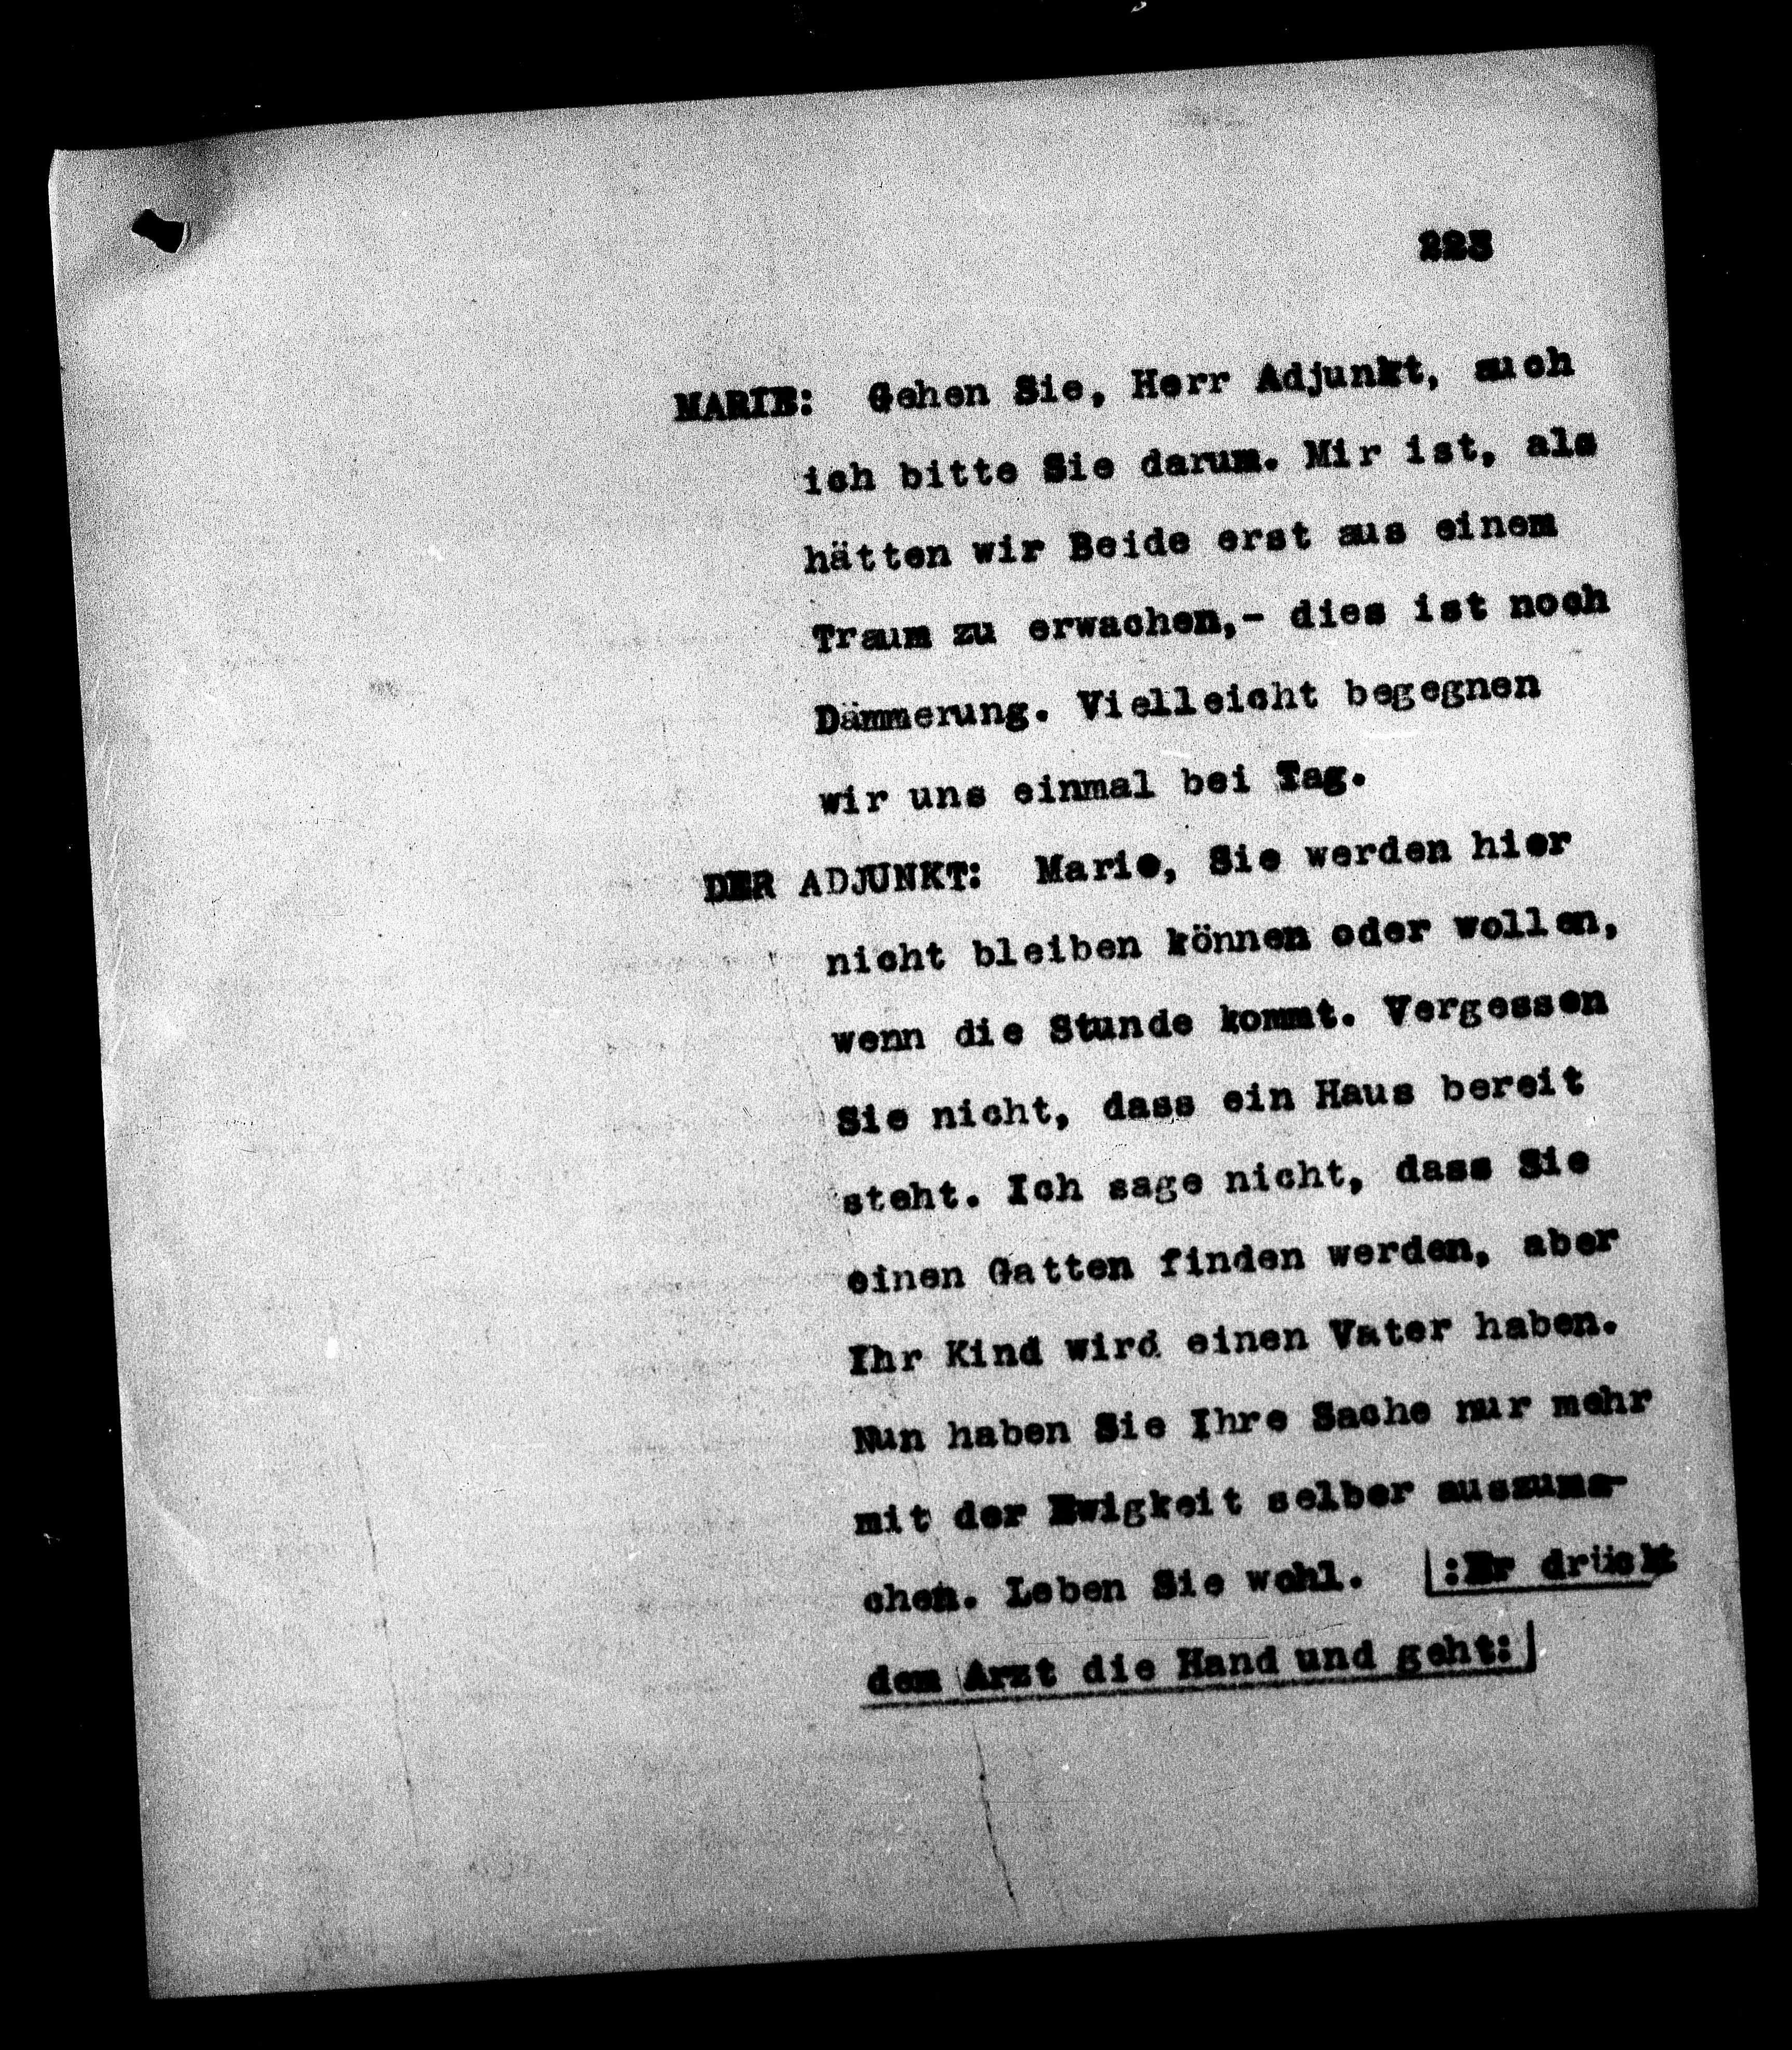 223
MARIE: Gehen Sie, Herr Adjunkt, auch
ich bitte Sie darum. Mir ist, als
hätten wir Beide erst aus einem
Traum zu erwachen,- dies ist noch
Dämmerung. Vielleicht begegnen
wir uns einmal bei Tag.
DER ADJUNKT: Marie, Sie werden hier
nicht bleiben können oder wollen,
wenn die Stunde kommt. Vergessen
Sie nicht, dass ein Haus bereit
steht. Ich sage nicht, dass Sie
einen Gatten finden werden, aber
Ihr Kind wird einen Vater haben.
Nun haben Sie Ihre Sache nur mehr
mit der Ewigkeit selber auszuma-
chen. Leben Sie wohl. |:Er drückt
dem Arzt die Hand und geht:|